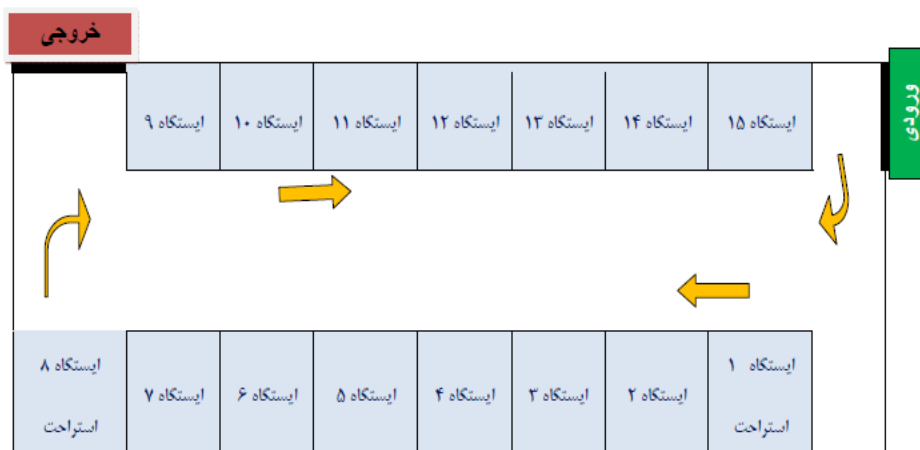 خروجی
ورودی
ایستگاه ۱۵
ایستگاه ۱۴
ایستگاه ۱۳
ایستگاه ۱۲
ایستگاه ۱۱
ایستگاه ۱۰
ایستگاه ۹
ایستگاه ۱
استراحت
ایستگاه ۲
ایستگاه ۳
ایستگاه ۴
ایستگاه ۵
ایستگاه ۶
ایستگاه ۷
ایستگاه ۸
استراحت